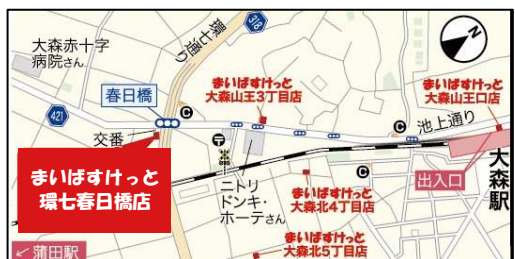 大森赤十字
病院さん
環七通り
318
N
まいばすけっと
大森山王3丁目店
まいばすけっと
大森山王口店
春日橋
C
421
交番
池上通り
C
C
まいばすけっと
環七春日橋店
ニトリ
ドンキ・
ホーテさん
まいばすけっと
大森北4丁目店
出入口
大森駅
まいばすけっと
大森北5丁目店
↙蒲田駅